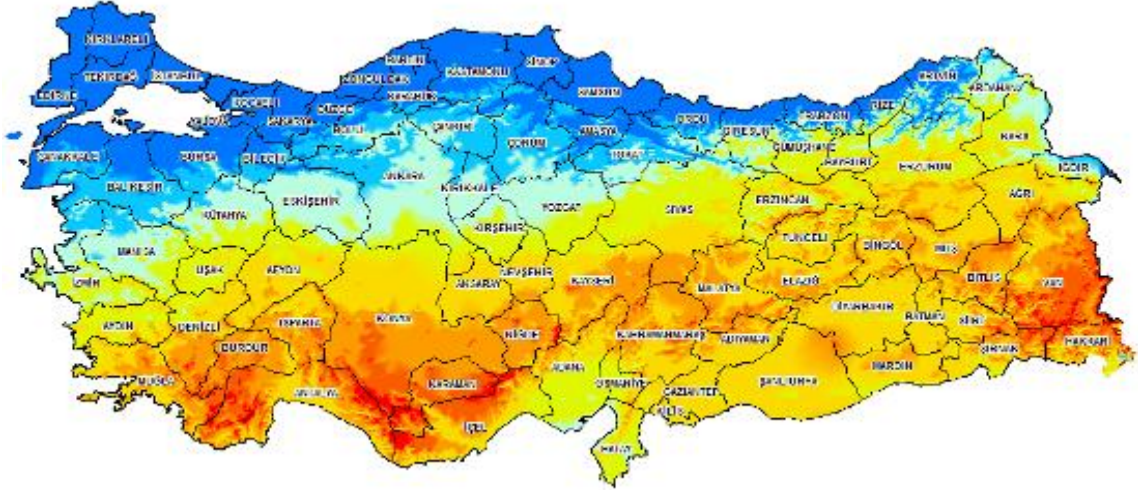 KIRKLARELİ
TEKİRDAĞ
İSTANBUL
EDİRNE
KOCAELİ
YALOVA
SAKARYA
DÜZCE
BOLU
ZONGULDAK
BARTIN
KARABÜK
KASTAMONU
SİNOP
SAMSUN
ÇANKIRI
ÇORUM
AMASYA
TOKAT
ORDU
GİRESUN
TRABZON
RİZE
ARTVİN
ARDAHAN
KARS
GÜMÜŞHANE
BAYBURT
ERZURUM
IĞDIR
AĞRI
ÇANAKKALE
BURSA
BİLECİK
BALIKESİR
KÜTAHYA
ESKİŞEHİR
ANKARA
KIRIKKALE
KIRŞEHİR
YOZGAT
SİVAS
ERZİNCAN
TUNCELİ
BİNGÖL
MUŞ
BİTLİS
VAN
MANİSA
İZMİR
UŞAK
AFYON
AKSARAY
NEVŞEHİR
KAYSERİ
MALATYA
ELAZIĞ
DİYARBAKIR
BATMAN
SİİRT
ŞIRNAK
HAKKARİ
AYDIN
DENİZLİ
ISPARTA
BURDUR
KONYA
NİĞDE
KAHRAMANMARAŞ
ADIYAMAN
MARDİN
MUĞLA
ANTALYA
KARAMAN
İÇEL
ADANA
OSMANİYE
GAZİANTEP
KİLİS
ŞANLIURFA
HATAY